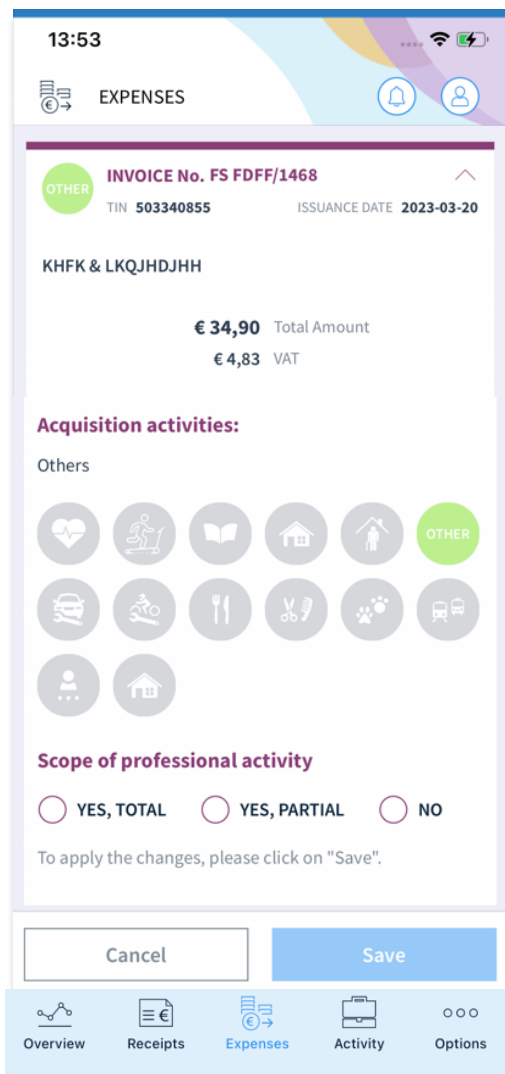 13:53
EXPENSES
OTHER
INVOICE No. FS FDFF/1468
TIN 503340855 ISSUANCE DATE 2023-03-20
KHFK & LKQJHDJHH
€ 34,90 Total Amount
€ 4,83 VAT
Acquisition activities:
Others
OTHER
Scope of professional activity
YES, TOTAL YES, PARTIAL NO
To apply the changes, please click on "Save".
Cancel Save
Overview Receipts Expenses Activity Options